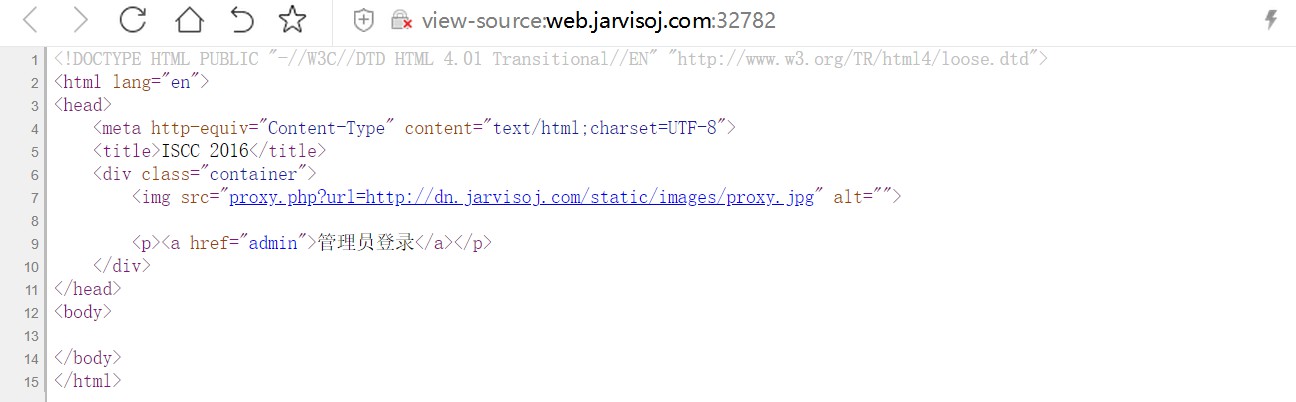 view-source:web.jarvisoj.com:32782
1 <!DOCTYPE HTML PUBLIC "-//W3C//DTD HTML 4.01 Transitional//EN" "http://www.w3.org/TR/html4/loose.dtd">
2 <html lang="en">
3 <head>
4     <meta http-equiv="Content-Type" content="text/html;charset=UTF-8">
5     <title>ISCC 2016</title>
6     <div class="container">
7         <img src="proxy.php?url=http://dn.jarvisoj.com/static/images/proxy.jpg" alt="">
8
9         <p><a href="admin">管理员登录</a></p>
10     </div>
11 </head>
12 <body>
13
14 </body>
15 </html>